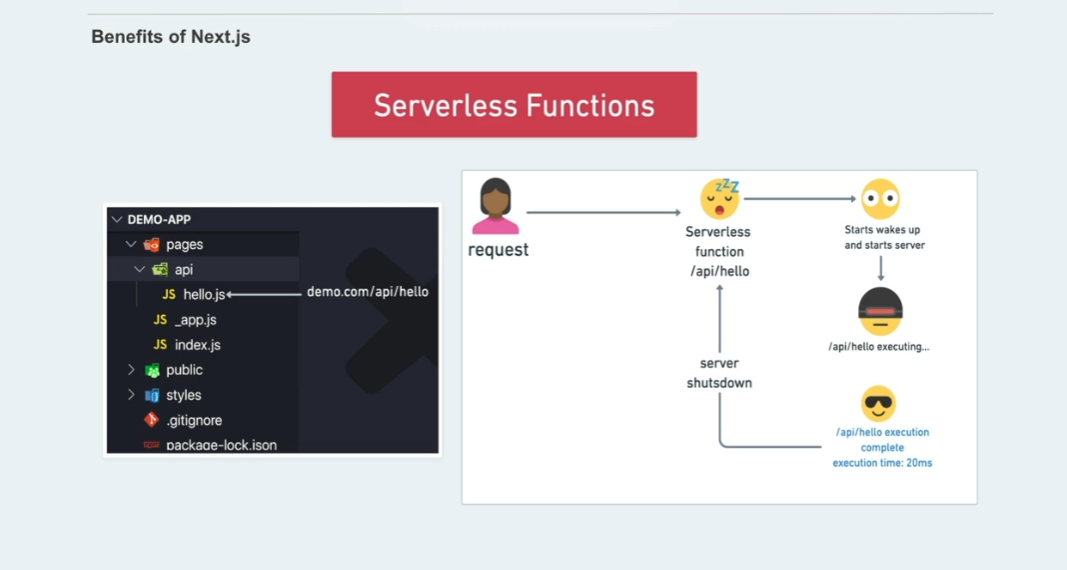 Benefits of Next.js
Serverless Functions
DEMO-APP
pages
api
JS hello.js
demo.com/api/hello
JS _app.js
JS index.js
public
styles
.gitignore
package-lock.json
request
zZZ
Serverless
function
/api/hello
Starts wakes up
and starts server
/api/hello executing...
server
shutsdown
/api/hello execution
complete
execution time: 20ms